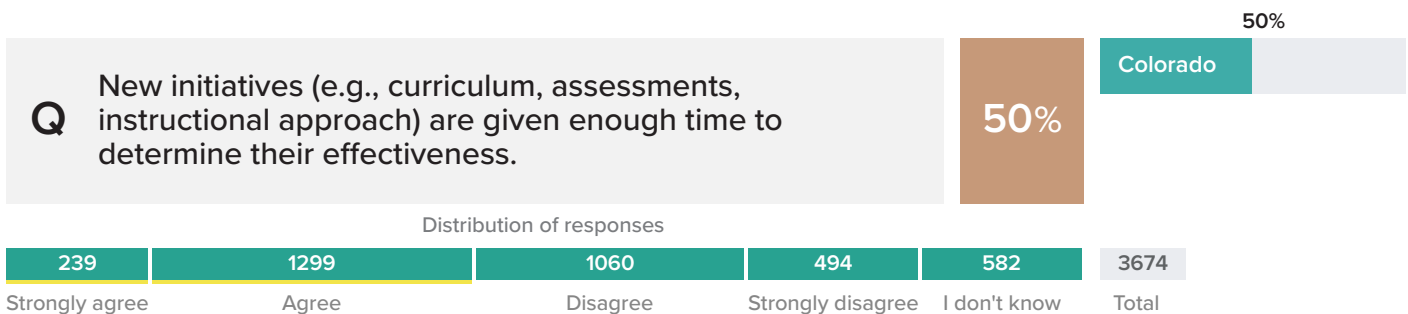 50%
Q
New initiatives (e.g., curriculum, assessments,
instructional approach) are given enough time to
determine their effectiveness.
50%
Colorado
Distribution of responses
239 1299 1060 494 582 3674
Strongly agree Agree Disagree Strongly disagree I don't know Total